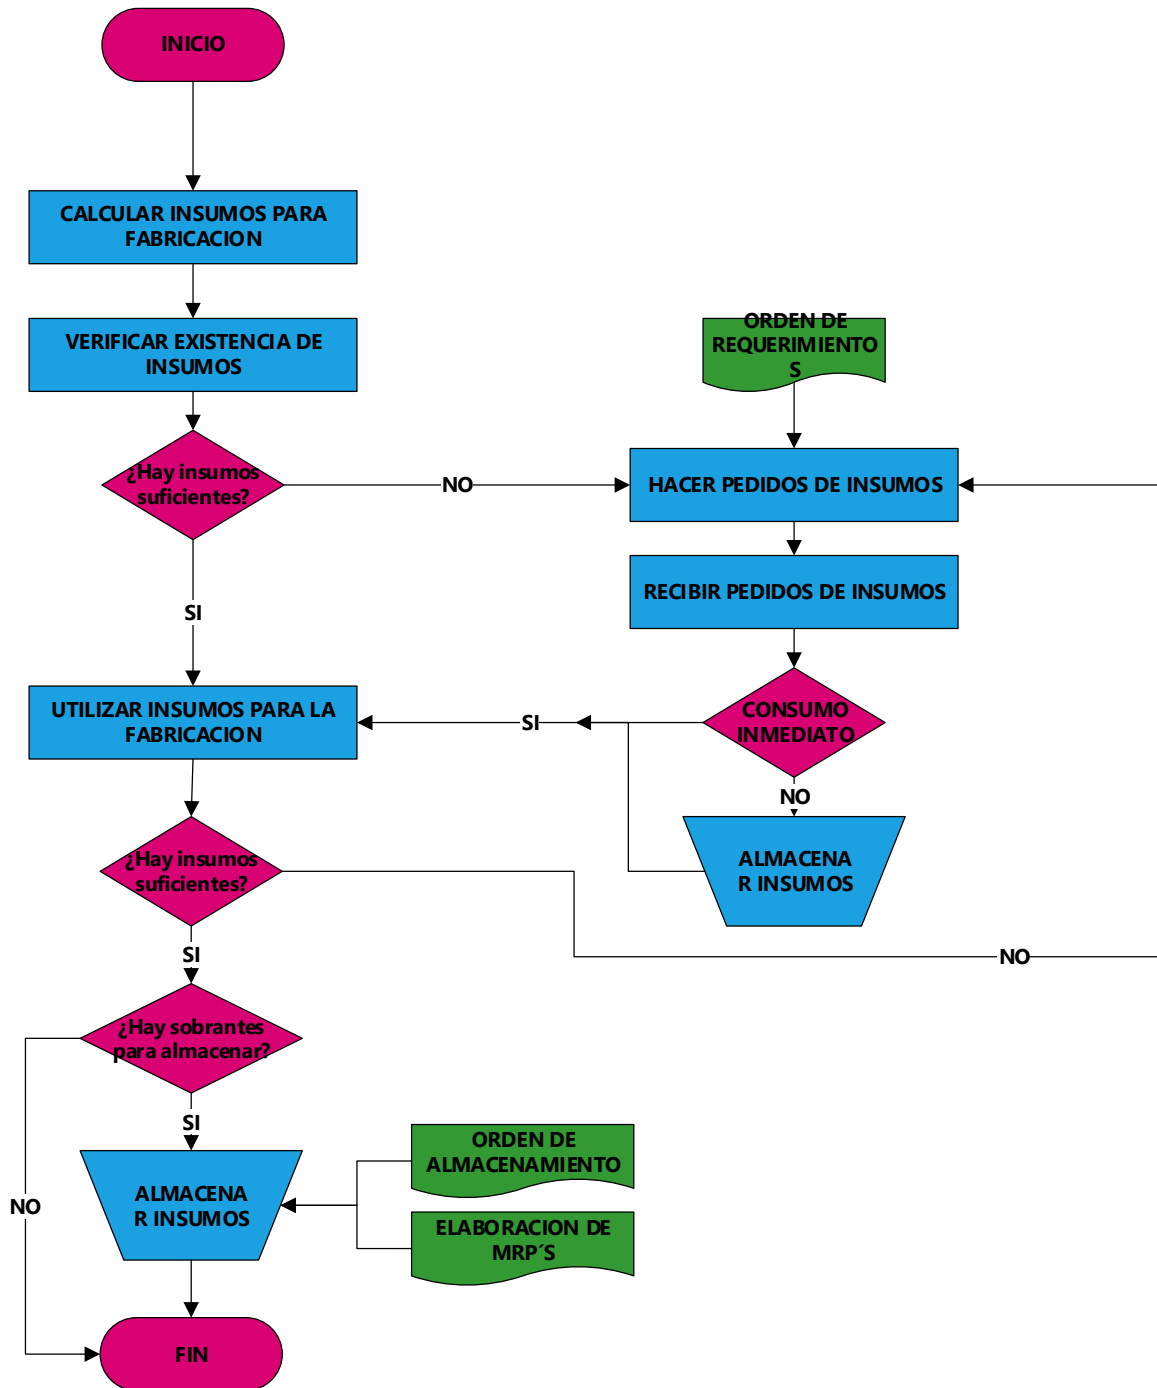 INICIO
CALCULAR INSUMOS PARA
FABRICACION
VERIFICAR EXISTENCIA DE
INSUMOS
ORDEN DE
REQUERIMIENTO
S
¿Hay insumos
suficientes?
NO
HACER PEDIDOS DE INSUMOS
RECIBIR PEDIDOS DE INSUMOS
SI
UTILIZAR INSUMOS PARA LA
FABRICACION
SI
CONSUMO
INMEDIATO
NO
ALMACENA
R INSUMOS
¿Hay insumos
suficientes?
SI
NO
¿Hay sobrantes
para almacenar?
SI
ORDEN DE
ALMACENAMIENTO
NO
ALMACENA
R INSUMOS
ELABORACION DE
MRP´S
FIN